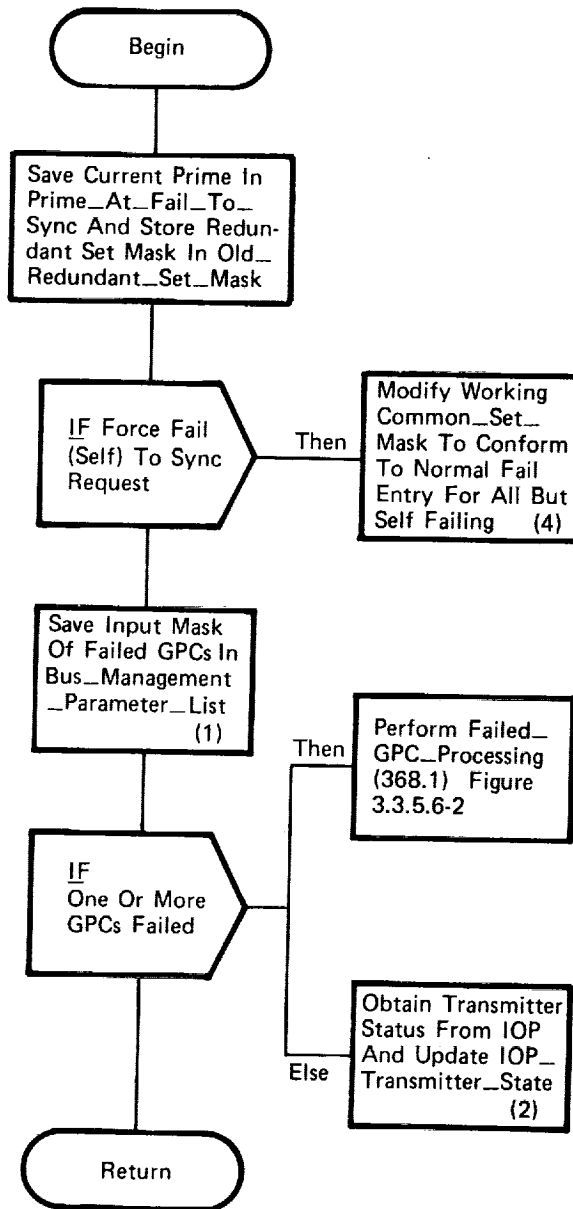 Begin
Save Current Prime In
Prime_At_Fail_To_
Sync And Store Redun-
dant Set Mask In Old_
Redundant_Set_Mask
IF Force Fail
(Self) To Sync
Request
Then
Modify Working
Common_Set_
Mask To Conform
To Normal Fail
Entry For All But
Self Failing (4)
Save Input Mask
Of Failed GPCs In
Bus_Management
_Parameter_List
(1)
IF
One Or More
GPCs Failed
Then
Perform Failed_
GPC_Processing
(368.1) Figure
3.3.5.6-2
Else
Obtain Transmitter
Status From IOP
And Update IOP_
Transmitter_State
(2)
Return